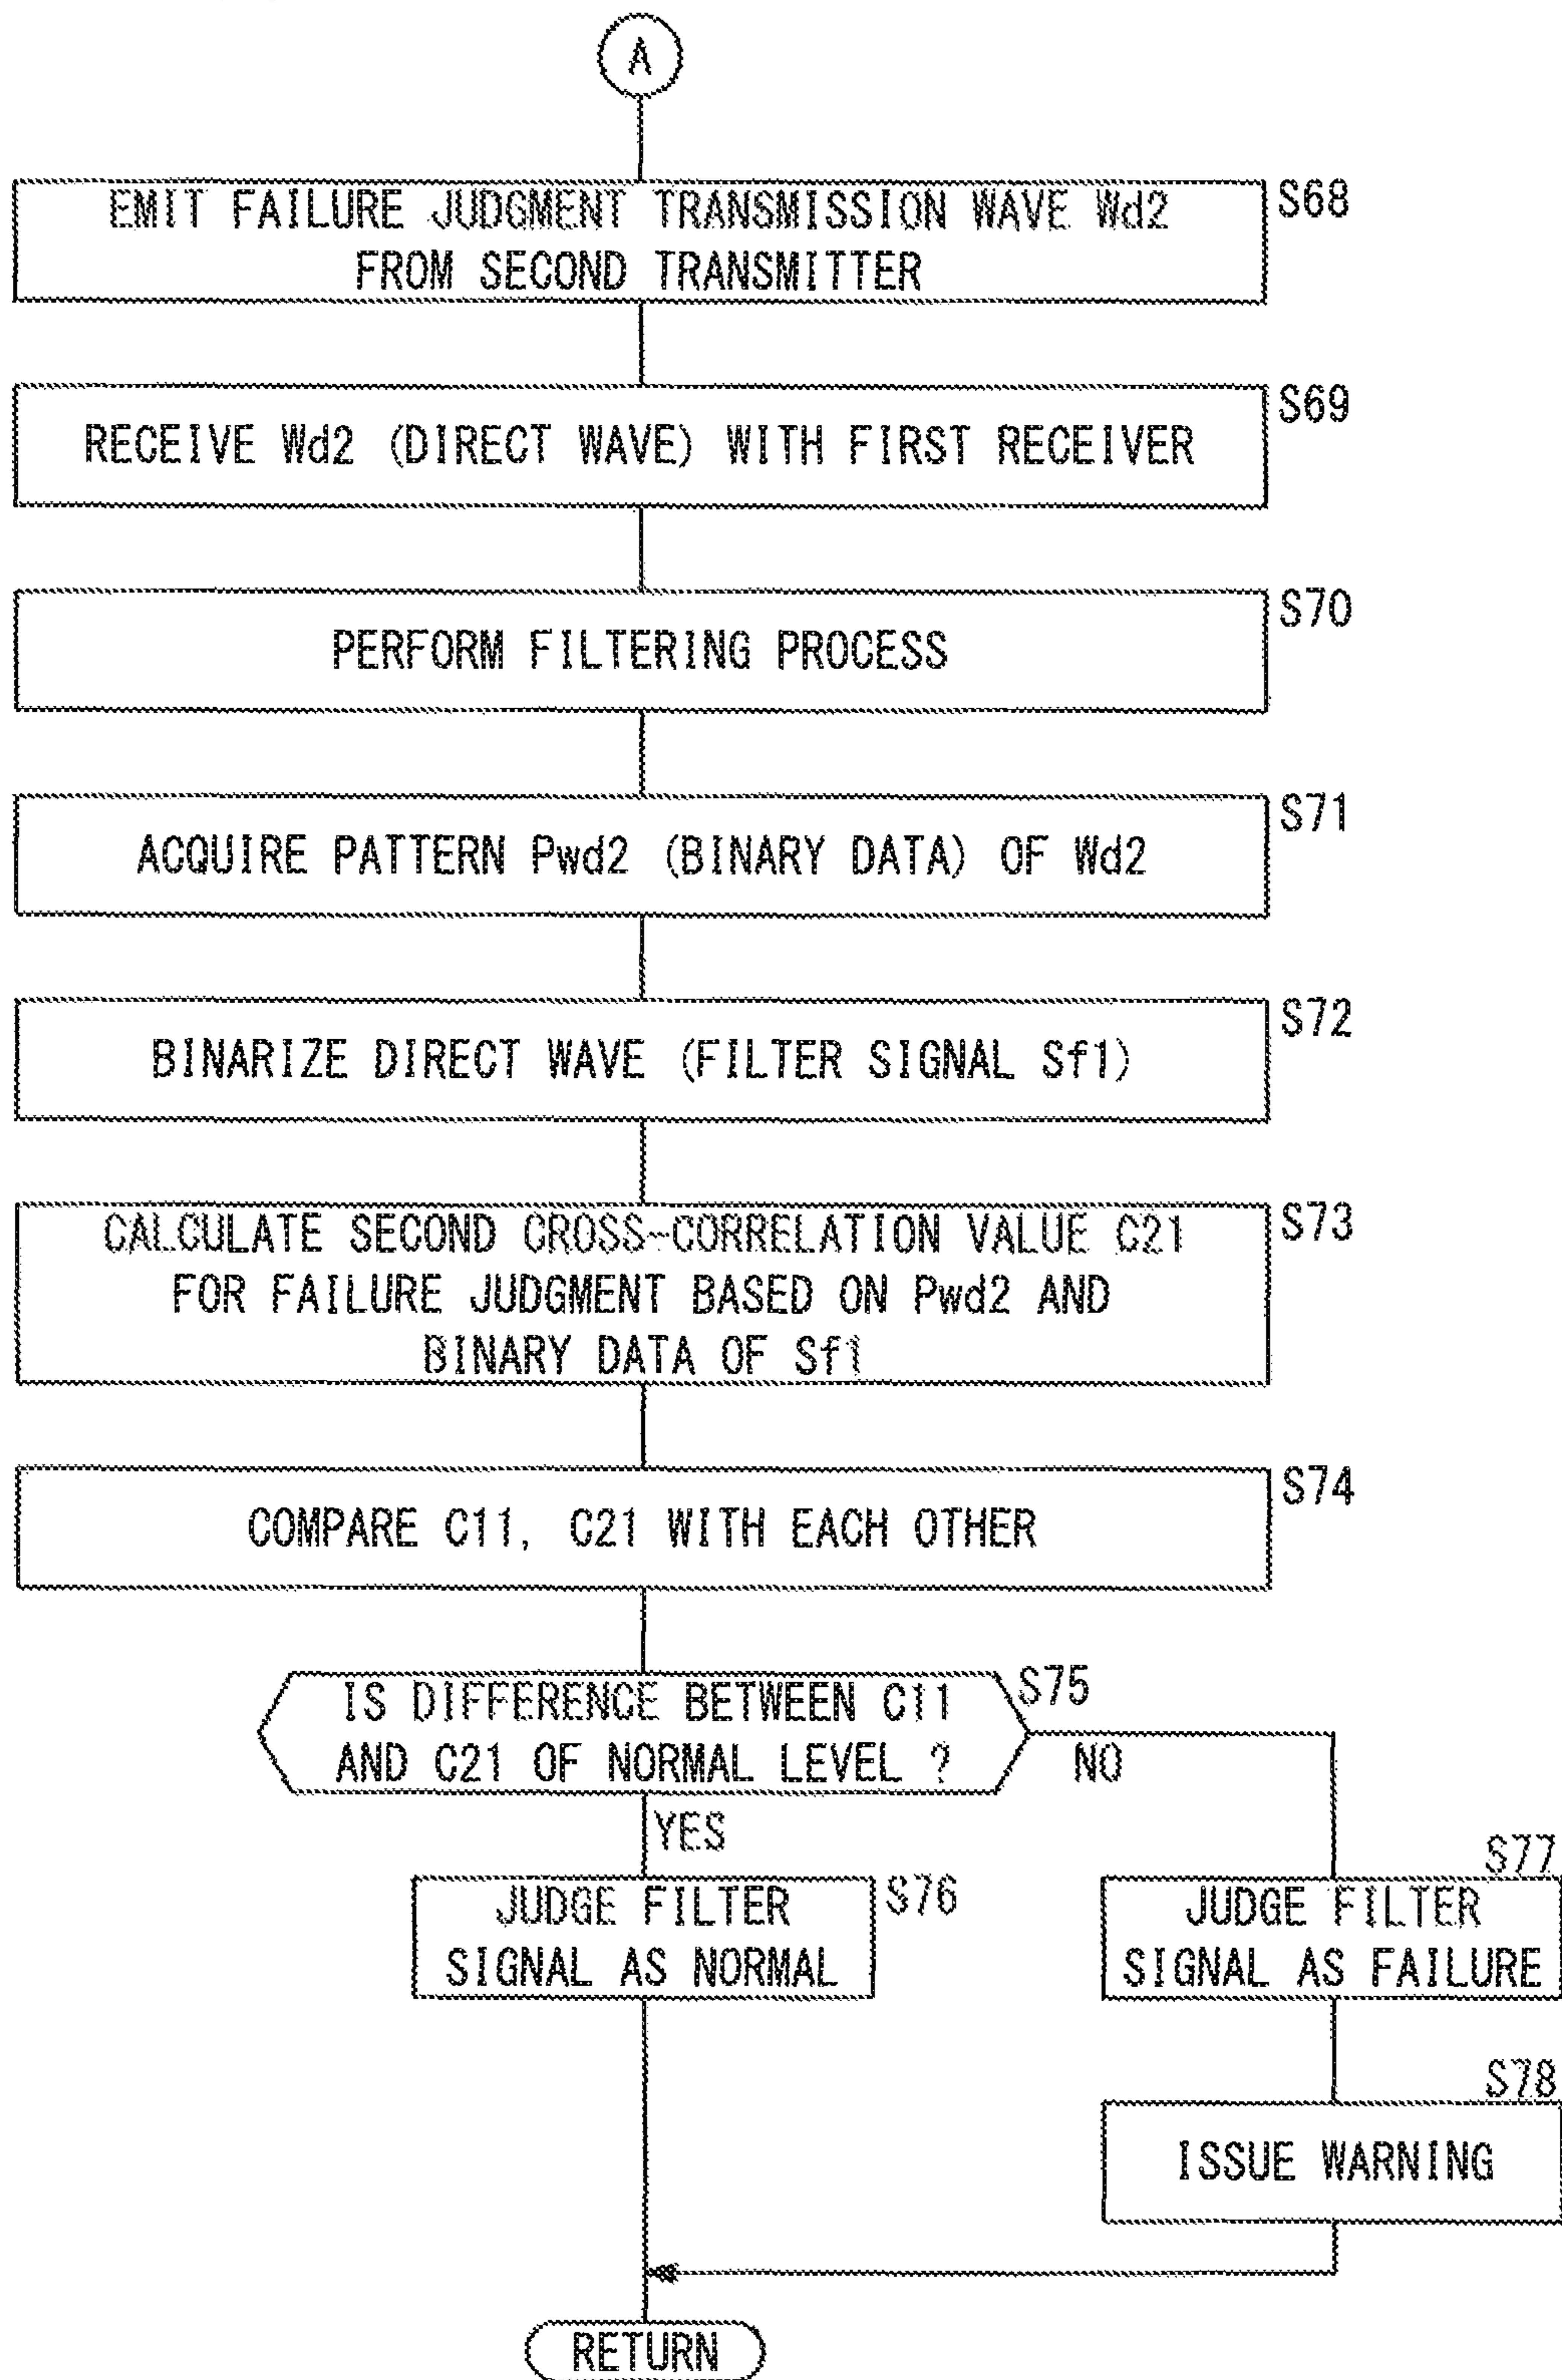 A
EMIT FAILURE JUDGMENT TRANSMISSION WAVE Wd2
FROM SECOND TRANSMITTER
S68
RECEIVE Wd2 (DIRECT WAVE) WITH FIRST RECEIVER
S69
PERFORM FILTERING PROCESS
S70
ACQUIRE PATTERN Pwd2 (BINARY DATA) OF Wd2
S71
BINARIZE DIRECT WAVE (FILTER SIGNAL Sf1)
S72
CALCULATE SECOND CROSS-CORRELATION VALUE C21
FOR FAILURE JUDGMENT BASED ON Pwd2 AND
BINARY DATA OF Sf1
S73
COMPARE C11, C21 WITH EACH OTHER
S74
IS DIFFERENCE BETWEEN C11
AND C21 OF NORMAL LEVEL ?
S75
NO
YES
JUDGE FILTER
SIGNAL AS NORMAL
S76
S77
JUDGE FILTER
SIGNAL AS FAILURE
S78
ISSUE WARNING
RETURN